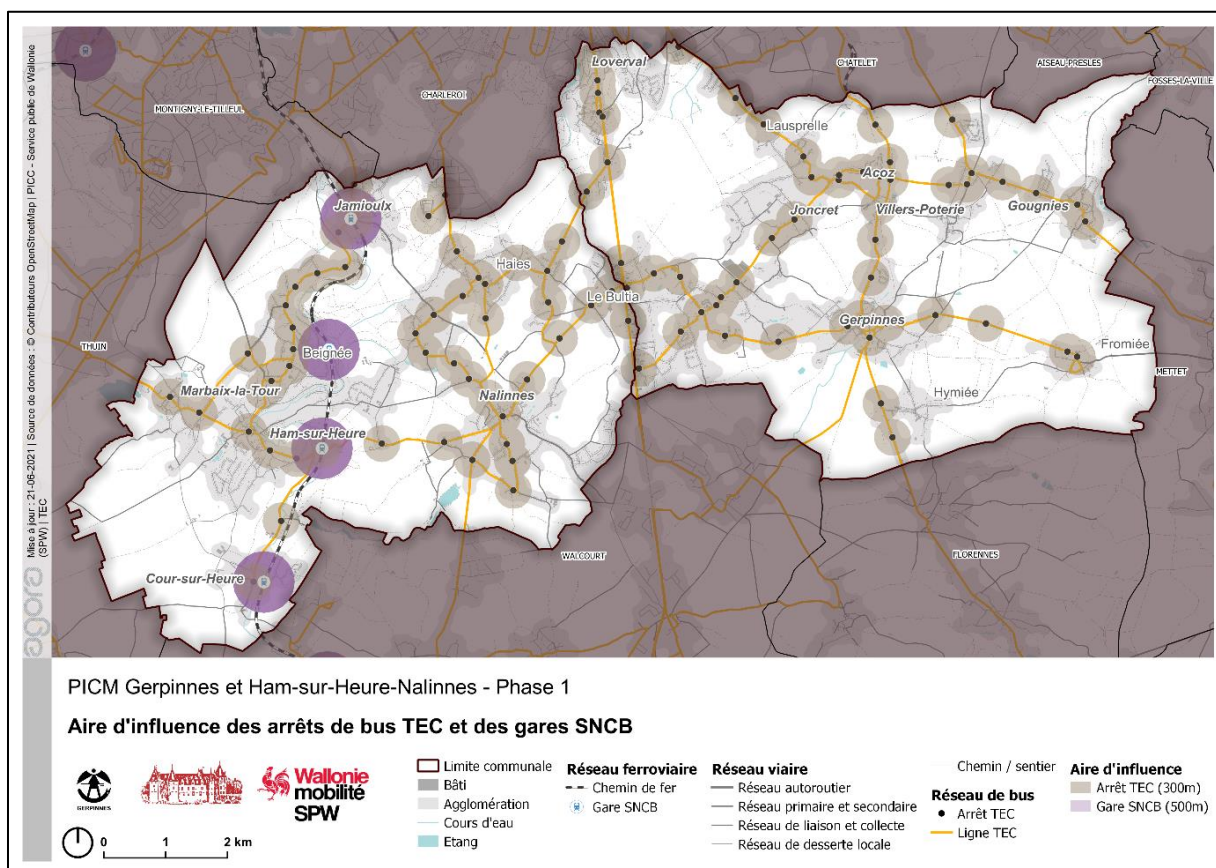 Mise à jour : 21-06-2021 | Source de données : © Contributeurs OpenStreetMap | PICC - Service public de Wallonie
(SPW) | TEC
agora
MONTIGNY-LE-TILLEUL
CHARLEROI
Loverval
CHATELET
AISEAU-PRESLES
FOSSES-LA-VILLE
Lausprelle
Acoz
Jamioulx
Joncret
Villers-Poterie
Gougnies
Haies
Le Bultia
Gerpinnes
THUIN
Beignée
Fromiée
METTET
Marbaix-la-Tour
Nalinnes
Hymiée
Ham-sur-Heure
WALCOURT
FLORENNES
Cour-sur-Heure
PICM Gerpinnes et Ham-sur-Heure-Nalinnes - Phase 1
Aire d'influence des arrêts de bus TEC et des gares SNCB
GERPINNES
Wallonie
mobilité
SPW
0 1 2 km
Limite communale
Bâti
Agglomération
Cours d'eau
Etang
Réseau ferroviaire
Chemin de fer
Gare SNCB
Réseau viaire
Réseau autoroutier
Réseau primaire et secondaire
Réseau de liaison et collecte
Réseau de desserte locale
Chemin / sentier
Réseau de bus
Arrêt TEC
Ligne TEC
Aire d'influence
Arrêt TEC (300m)
Gare SNCB (500m)